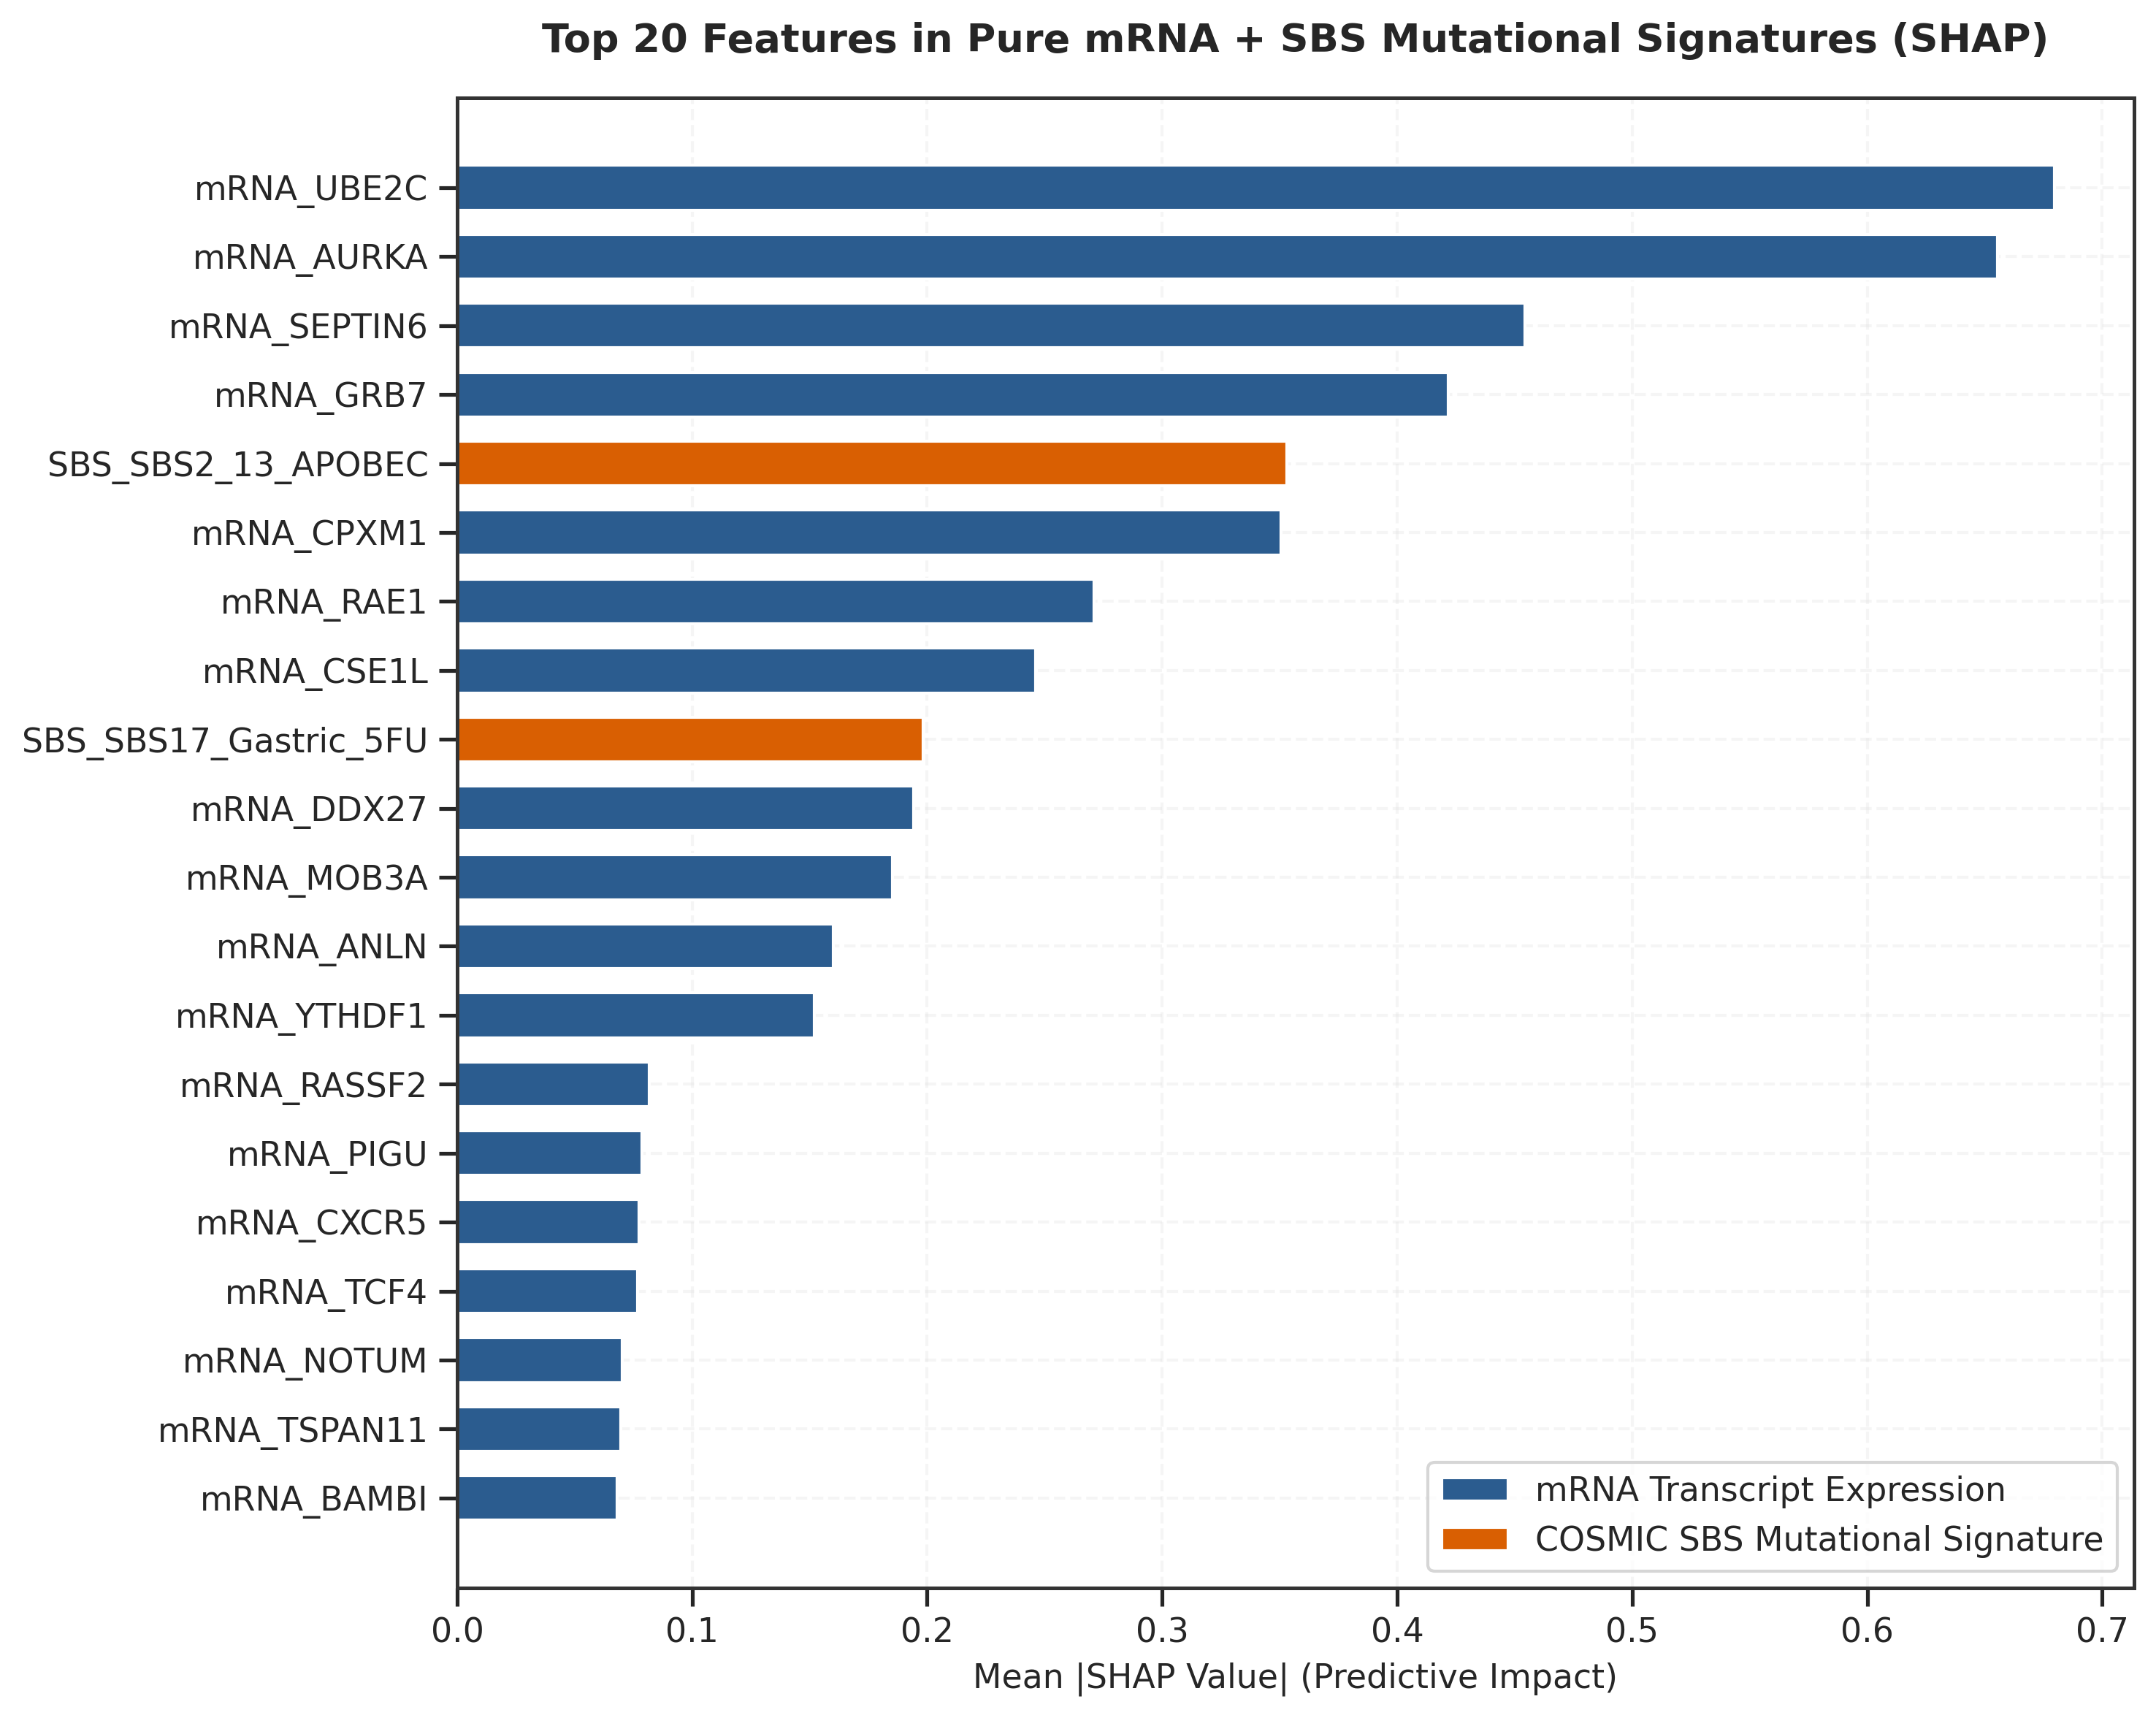 Top 20 Features in Pure mRNA + SBS Mutational Signatures (SHAP)
mRNA_UBE2C
mRNA_AURKA
mRNA_SEPTIN6
mRNA_GRB7
SBS_SBS2_13_APOBEC
mRNA_CPXM1
mRNA_RAE1
mRNA_CSE1L
SBS_SBS17_Gastric_5FU
mRNA_DDX27
mRNA_MOB3A
mRNA_ANLN
mRNA_YTHDF1
mRNA_RASSF2
mRNA_PIGU
mRNA_CXCR5
mRNA_TCF4
mRNA_NOTUM
mRNA_TSPAN11
mRNA_BAMBI
mRNA Transcript Expression
COSMIC SBS Mutational Signature
0.0 0.1 0.2 0.3 0.4 0.5 0.6 0.7
Mean |SHAP Value| (Predictive Impact)